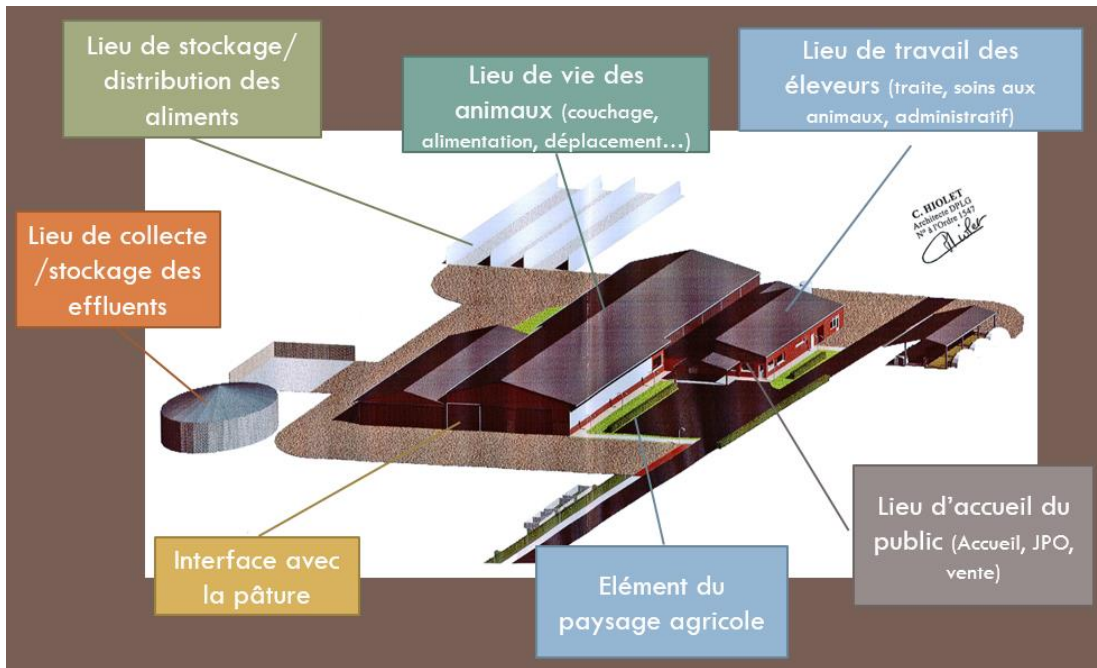 Lieu de stockage/
distribution des
aliments
Lieu de vie des
animaux (couchage,
alimentation, déplacement...)
Lieu de travail des
éleveurs (traite, soins aux
animaux, administratif)
C. HIOLET
Architecte DPLG
N° à l'Ordre 1547
Lieu de collecte
/stockage des
effluents
Lieu d'accueil du
public (Accueil, JPO,
vente)
Interface avec
la pâture
Elément du
paysage agricole